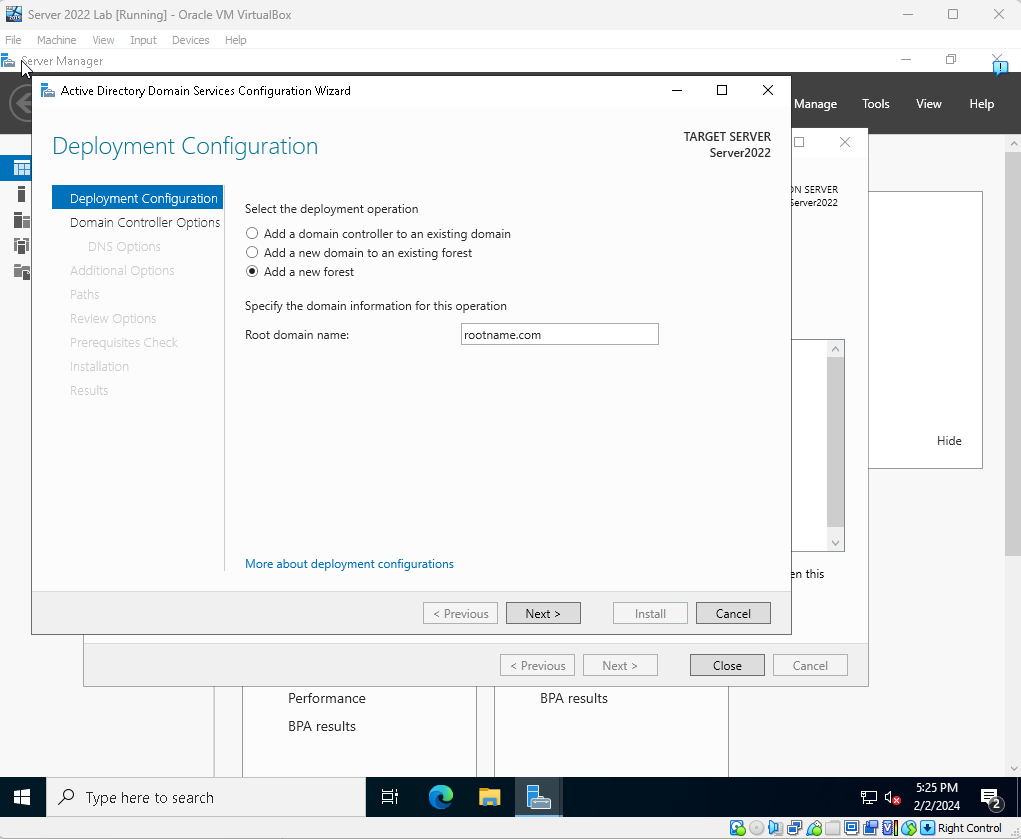 Server 2022 Lab [Running] - Oracle VM VirtualBox
File Machine View Input Devices Help
Server Manager
Active Directory Domain Services Configuration Wizard
Manage Tools View Help
Deployment Configuration
TARGET SERVER
Server2022
ON SERVER
Server2022
Deployment Configuration
Domain Controller Options
DNS Options
Additional Options
Paths
Review Options
Prerequisites Check
Installation
Results
Select the deployment operation
Add a domain controller to an existing domain
Add a new domain to an existing forest
Add a new forest
Specify the domain information for this operation
Root domain name: rootname.com
Hide
More about deployment configurations
en this
< Previous Next > Install Cancel
< Previous Next > Close Cancel
Performance
BPA results
BPA results
Type here to search
5:25 PM
2/2/2024
2
Right Control